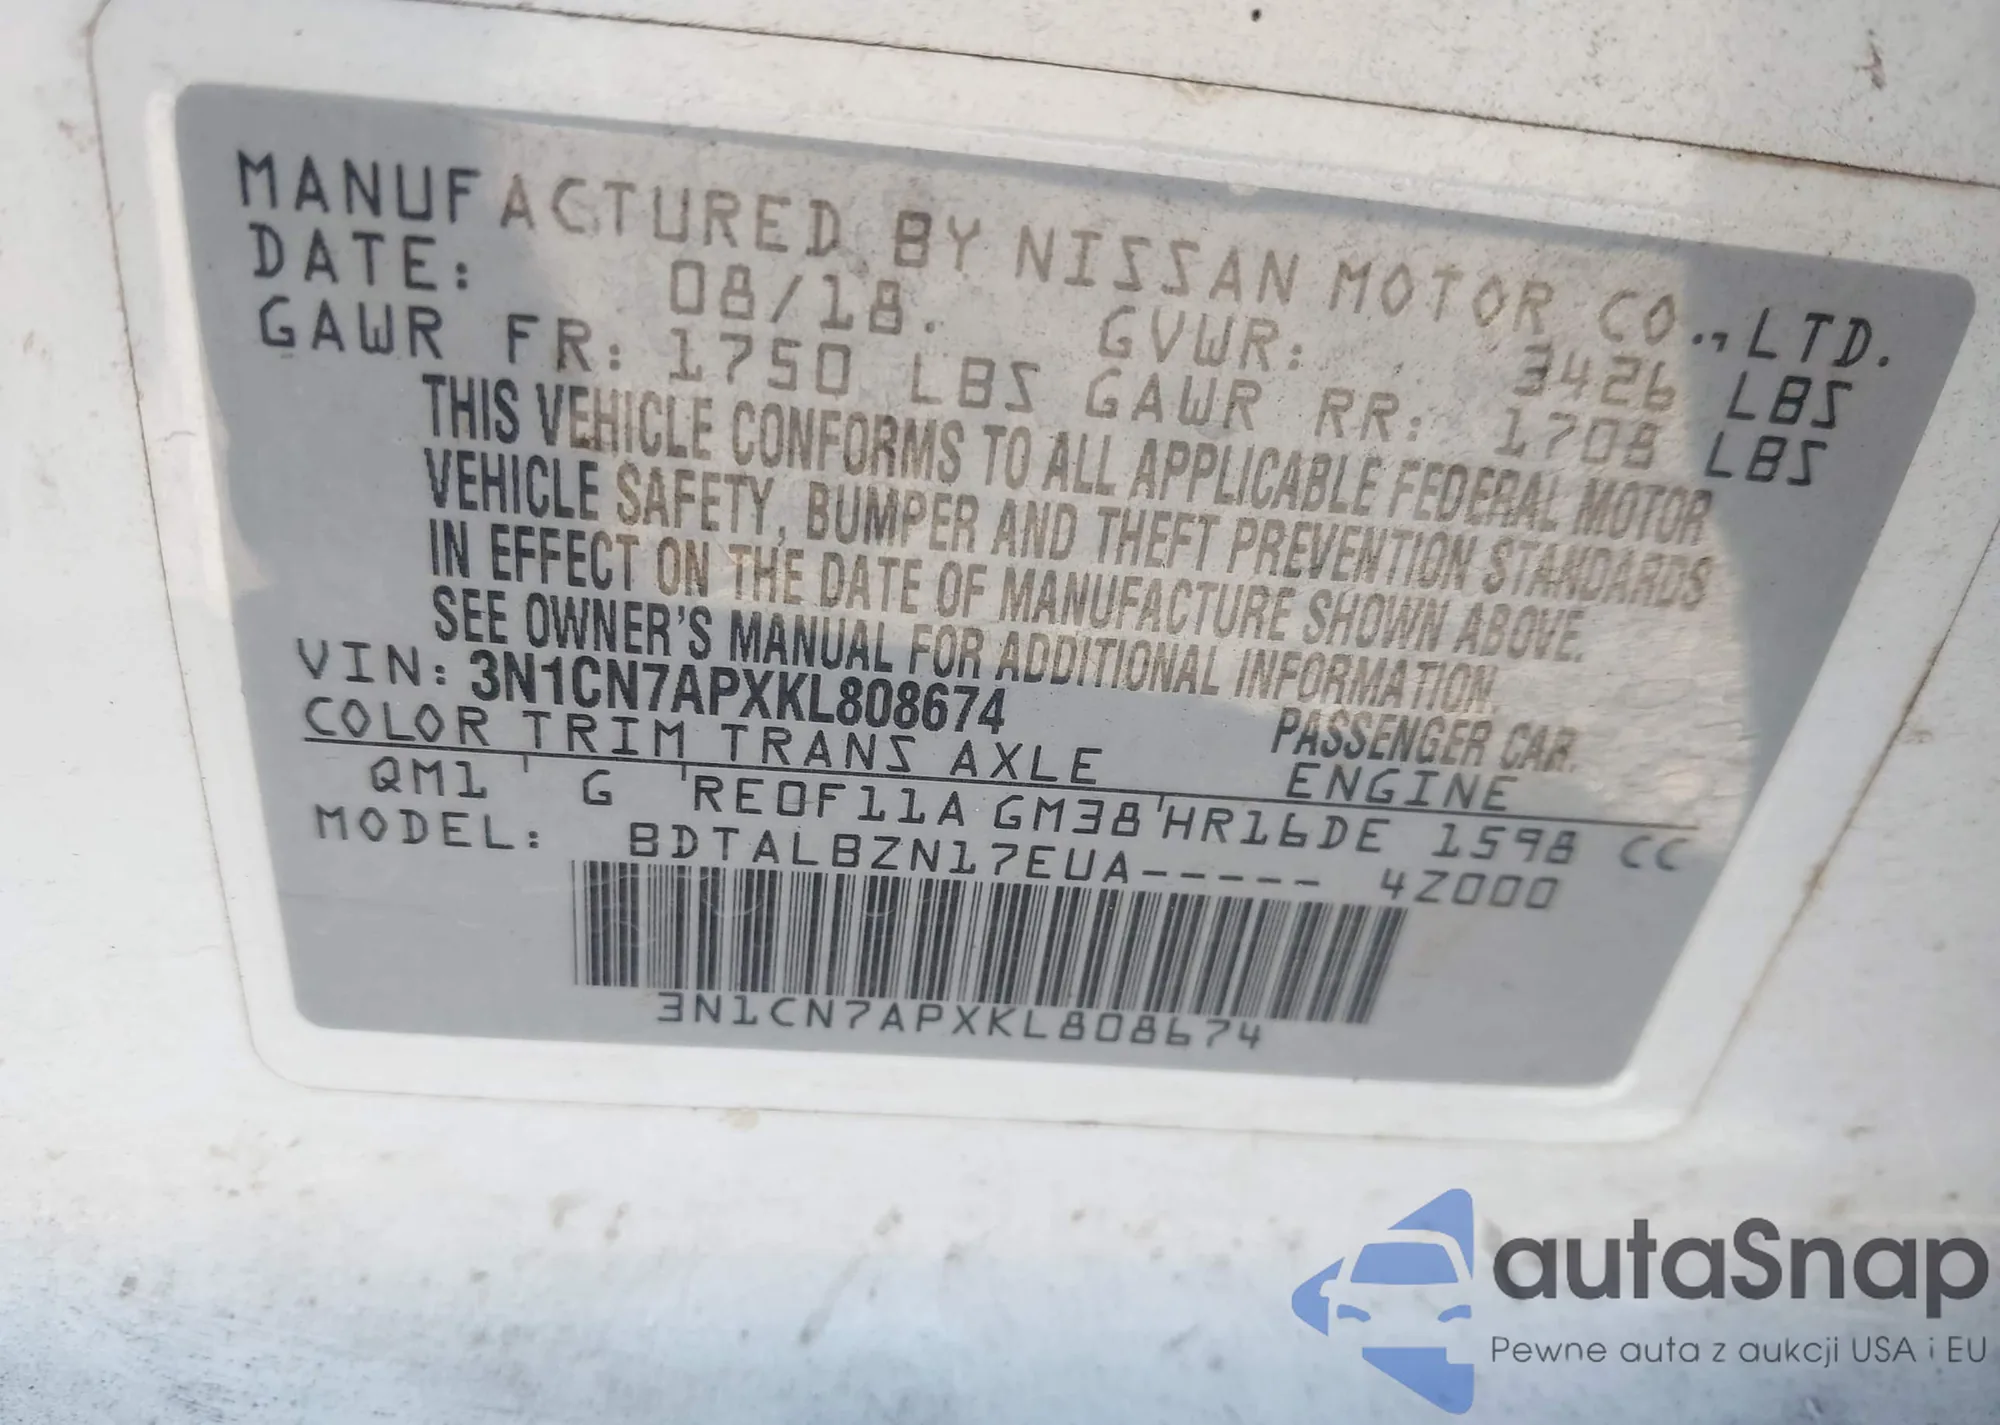 MANUFACTURED BY NISSAN MOTOR CO., LTD.
DATE: 08/18. GVWR: 3426 LBS
GAWR FR: 1750 LBS GAWR RR: 1708 LBS
THIS VEHICLE CONFORMS TO ALL APPLICABLE FEDERAL MOTOR
VEHICLE SAFETY, BUMPER AND THEFT PREVENTION STANDARDS
IN EFFECT ON THE DATE OF MANUFACTURE SHOWN ABOVE.
SEE OWNER'S MANUAL FOR ADDITIONAL INFORMATION.
VIN: 3N1CN7APXKL808674 PASSENGER CAR.
COLOR TRIM TRANS AXLE ENGINE
QM1 ' G 'RE0F11A GM38'HR16DE 1598 CC
MODEL: BDTALBZN17EUA----- 4Z000
3N1CN7APXKL808674
autaSnap
Pewne auta z aukcji USA i EU